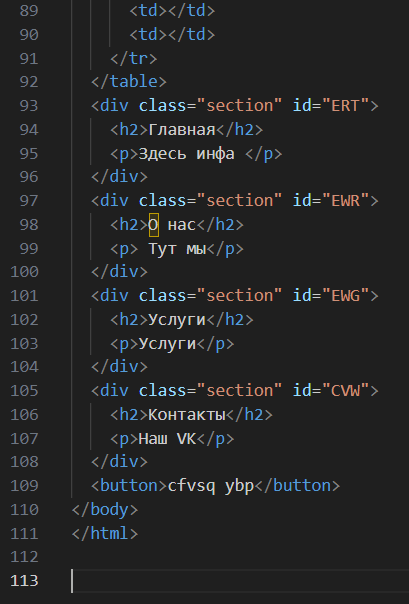 89 <td></td>
90 <td></td>
91 </tr>
92 </table>
93 <div class="section" id="ERT">
94 <h2>Главная</h2>
95 <p>Здесь инфа </p>
96 </div>
97 <div class="section" id="EWR">
98 <h2>О нас</h2>
99 <p> Тут мы</p>
100 </div>
101 <div class="section" id="EWG">
102 <h2>Услуги</h2>
103 <p>Услуги</p>
104 </div>
105 <div class="section" id="CVW">
106 <h2>Контакты</h2>
107 <p>Наш VK</p>
108 </div>
109 <button>cfvsq ybp</button>
110 </body>
111 </html>
112
113